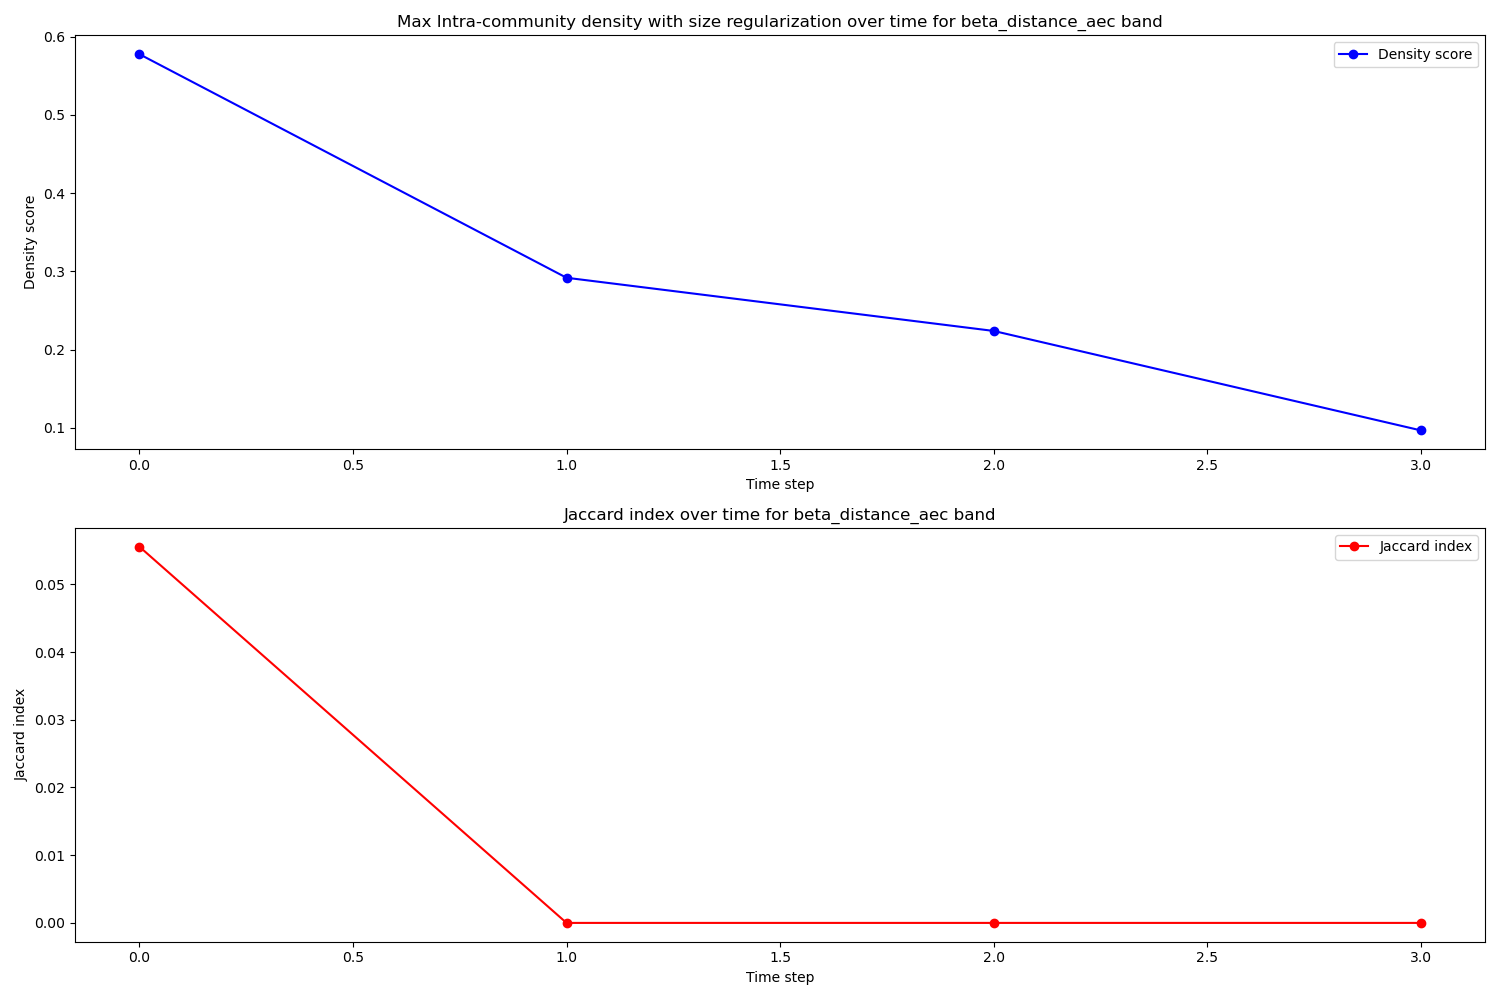 Max Intra-community density with size regularization over time for beta_distance_aec band
0.6
0.5
0.4
0.3
0.2
0.1
Density score
Density score
0.0 0.5 1.0 1.5 2.0 2.5 3.0
Time step
Jaccard index over time for beta_distance_aec band
0.05
0.04
0.03
0.02
0.01
0.00
Jaccard index
Jaccard index
0.0 0.5 1.0 1.5 2.0 2.5 3.0
Time step